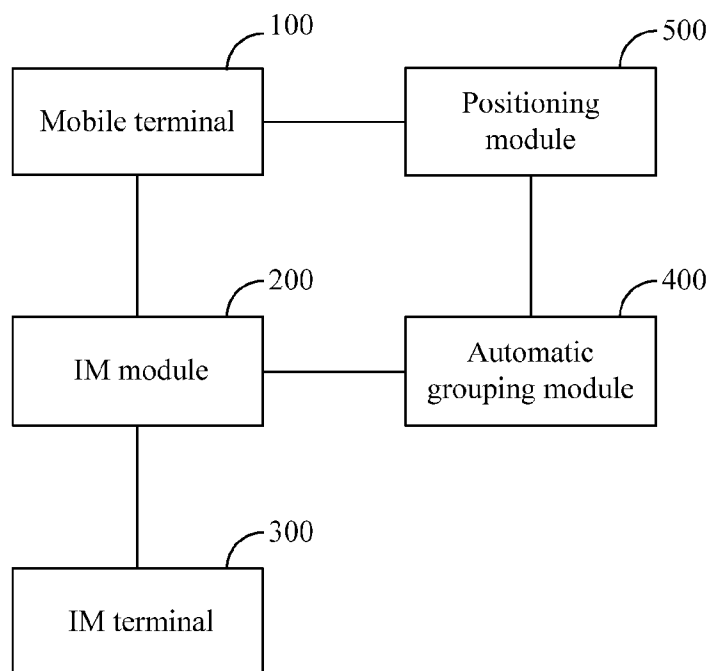 100
500
Mobile terminal
Positioning
module
200
400
IM module
Automatic
grouping module
300
IM terminal